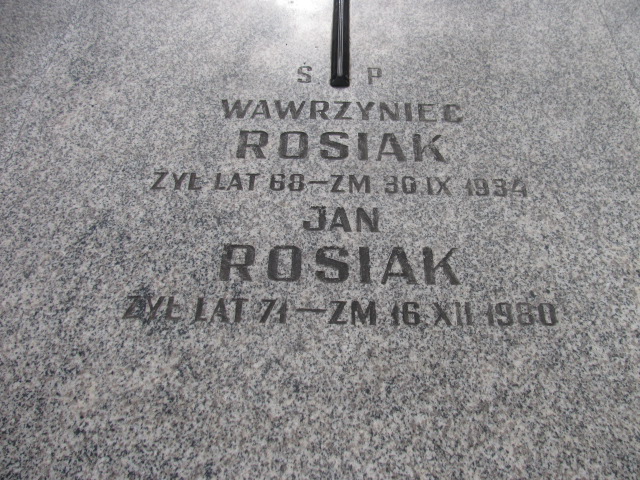 Ś P
WAWRZYNIEC
ROSIAK
ŻYŁ LAT 68-ZM 30.IX 1934
JAN
ROSIAK
ŻYŁ LAT 71-ZM 16.XII 1980